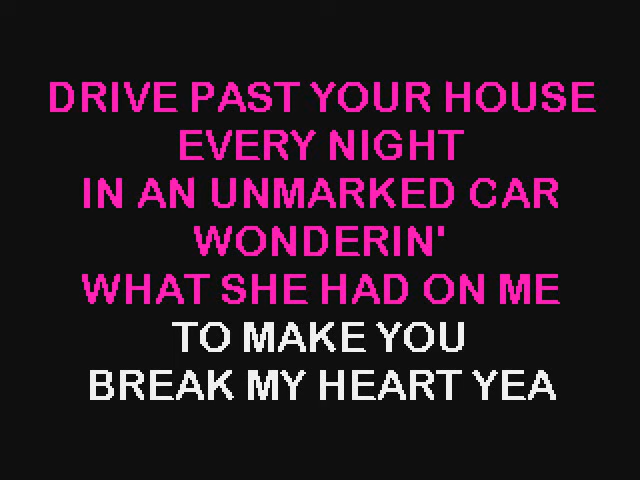 DRIVE PAST YOUR HOUSE
EVERY NIGHT
IN AN UNMARKED CAR
WONDERIN'
WHAT SHE HAD ON ME
TO MAKE YOU
BREAK MY HEART YEA